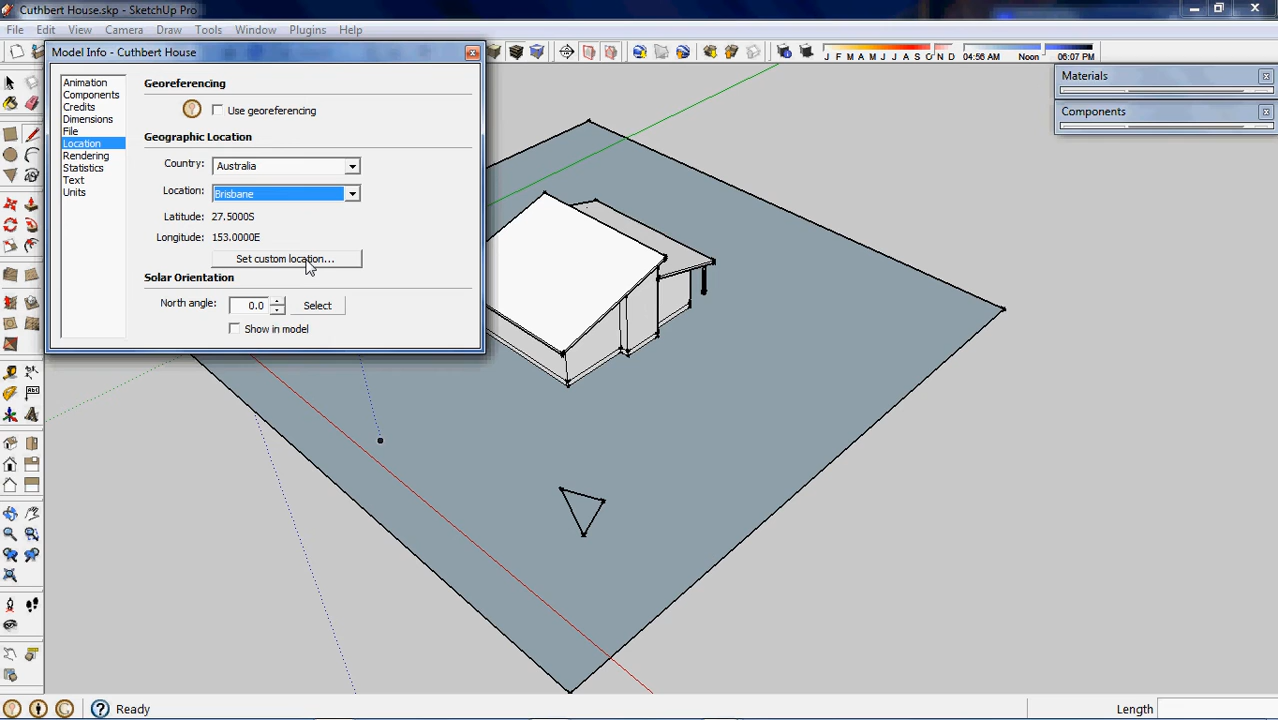 Cuthbert House.skp - SketchUp Pro
File Edit View Camera Draw Tools Window Plugins Help
J F M A M J J A S O N D 04:56 AM Noon 06:07 PM
Model Info - Cuthbert House
Animation
Components
Credits
Dimensions
File
Location
Rendering
Statistics
Text
Units
Georeferencing
Use georeferencing
Geographic Location
Country: Australia
Location: Brisbane
Latitude: 27.5000S
Longitude: 153.0000E
Set custom location...
Solar Orientation
North angle: 0.0 Select
Show in model
Materials
Components
Ready
Length